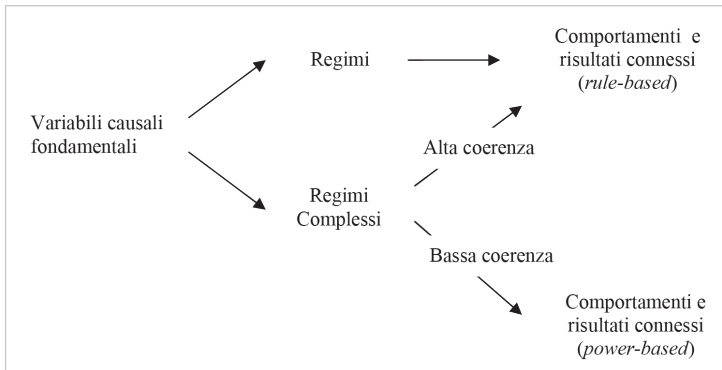 Regimi
Comportamenti e
risultati connessi
(rule-based)
Variabili causali
fondamentali
Alta coerenza
Regimi
Complessi
Bassa coerenza
Comportamenti e
risultati connessi
(power-based)